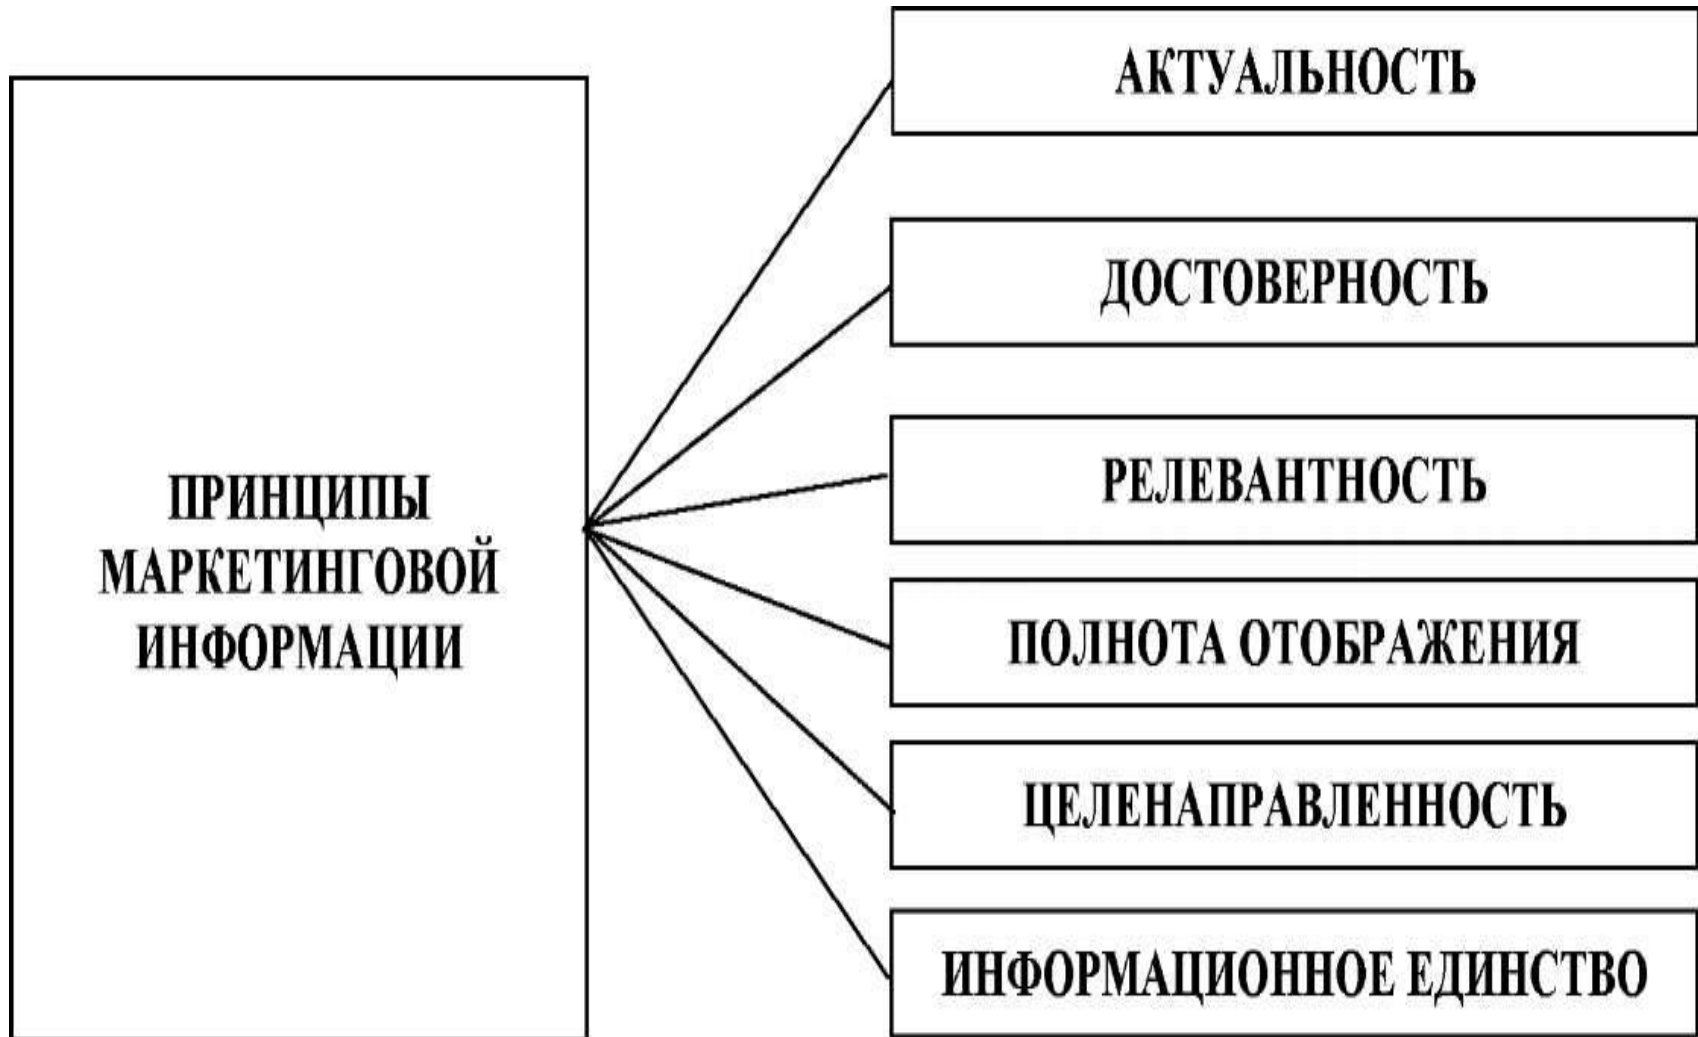 ПРИНЦИПЫ
МАРКЕТИНГОВОЙ
ИНФОРМАЦИИ
АКТУАЛЬНОСТЬ
ДОСТОВЕРНОСТЬ
РЕЛЕВАНТНОСТЬ
ПОЛНОТА ОТОБРАЖЕНИЯ
ЦЕЛЕНАПРАВЛЕННОСТЬ
ИНФОРМАЦИОННОЕ ЕДИНСТВО